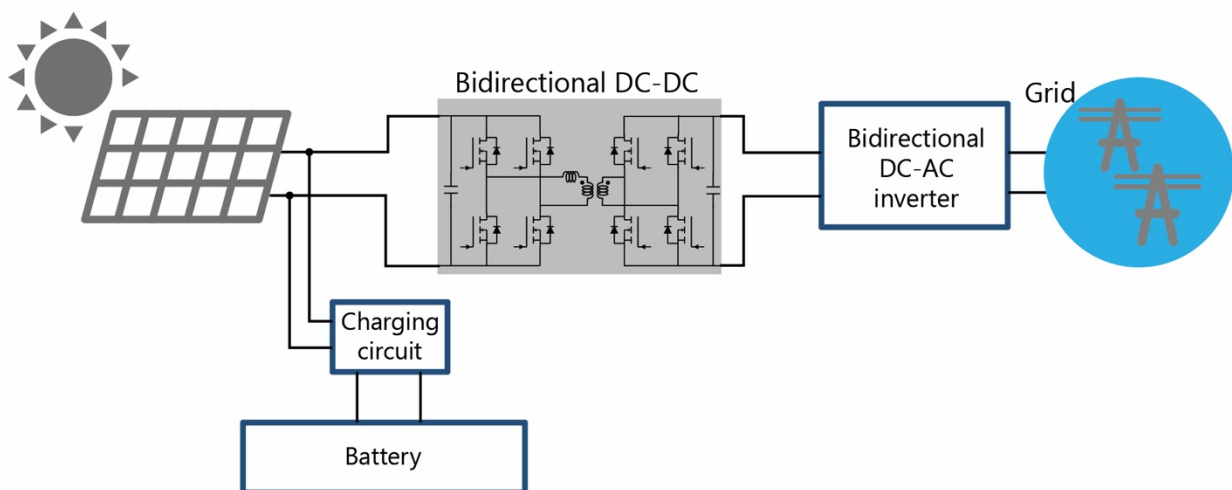 Bidirectional DC-DC
Grid
Bidirectional
DC-AC
inverter
Charging
circuit
Battery